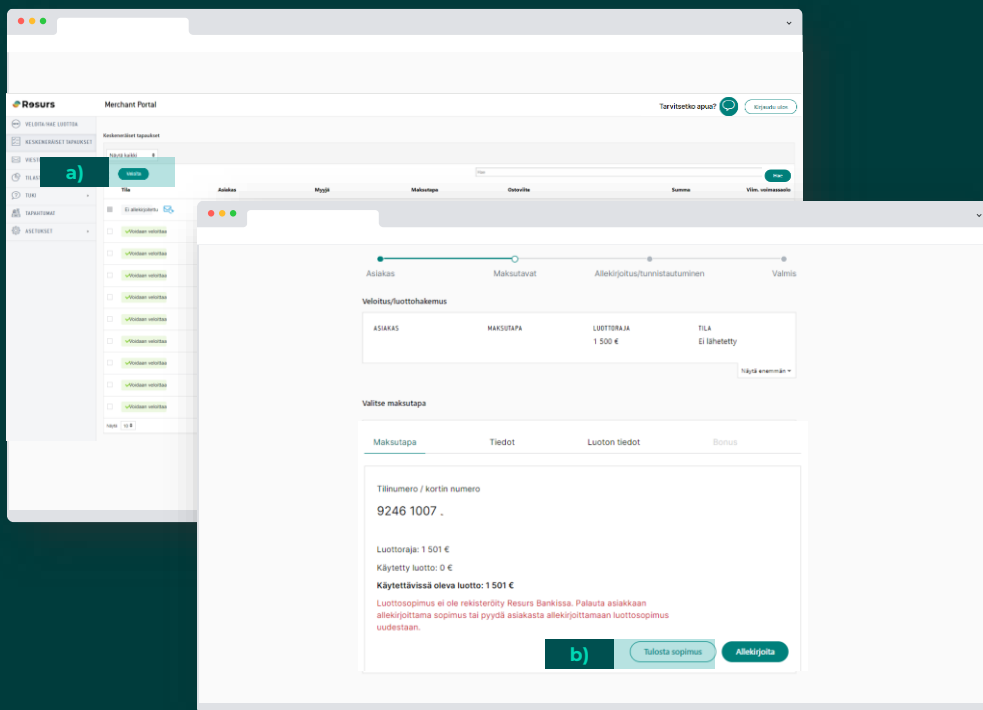 Resurs
Merchant Portal
Tarvitsetko apua?
Kirjaudu ulos
VELOITA/HAE LUOTTOA
KESKENERÄISET TAPAUKSET
Keskeneräiset tapaukset
VIEST
Näytä kaikki
a)
TILAS
Hae
Hae
TUKI
Tila
Asiakas
Myyjä
Maksutapa
Ostoviite
Summa
Viim. voimassaolo
TAPAHTUMAT
Ei allekirjoitettu
ASETUKSET
Voidaan veloittaa
Voidaan veloittaa
Voidaan veloittaa
Voidaan veloittaa
Voidaan veloittaa
Voidaan veloittaa
Voidaan veloittaa
Voidaan veloittaa
Voidaan veloittaa
Näytä 10
Asiakas
Maksutavat
Allekirjoitus/tunnistautuminen
Valmis
Veloitus/luottohakemus
ASIAKAS
MAKSUTAPA
LUOTTORAJA
TILA
1 500 €
Ei lähetetty
Näytä enemmän
Valitse maksutapa
Maksutapa
Tiedot
Luoton tiedot
Bonus
Tilinumero / kortin numero
9246 1007 .
Luottoraja: 1 501 €
Käytetty luotto: 0 €
Käytettävissä oleva luotto: 1 501 €
Luottosopimus ei ole rekisteröity Resurs Bankissa. Palauta asiakkaan
allekirjoittama sopimus tai pyydä asiakasta allekirjoittamaan luottosopimus
uudestaan.
b)
Tulosta sopimus
Allekirjoita